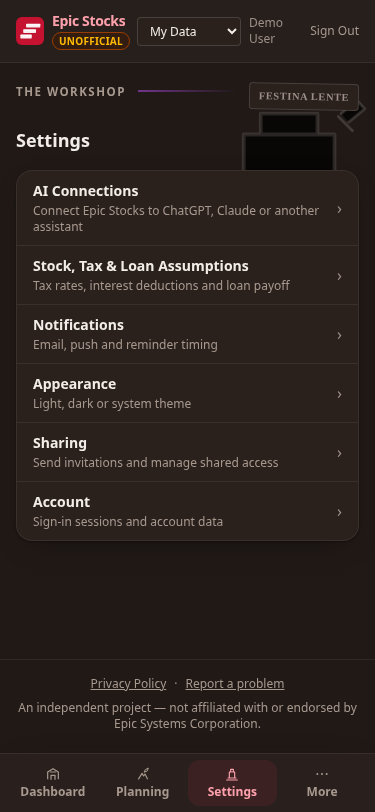 Epic Stocks
UNOFFICIAL
My Data
Demo
User
Sign Out
THE WORKSHOP
FESTINA LENTE
Settings
AI Connections
Connect Epic Stocks to ChatGPT, Claude or another
assistant
Stock, Tax & Loan Assumptions
Tax rates, interest deductions and loan payoff
Notifications
Email, push and reminder timing
Appearance
Light, dark or system theme
Sharing
Send invitations and manage shared access
Account
Sign-in sessions and account data
Privacy Policy · Report a problem
An independent project — not affiliated with or endorsed by
Epic Systems Corporation.
Dashboard
Planning
Settings
More